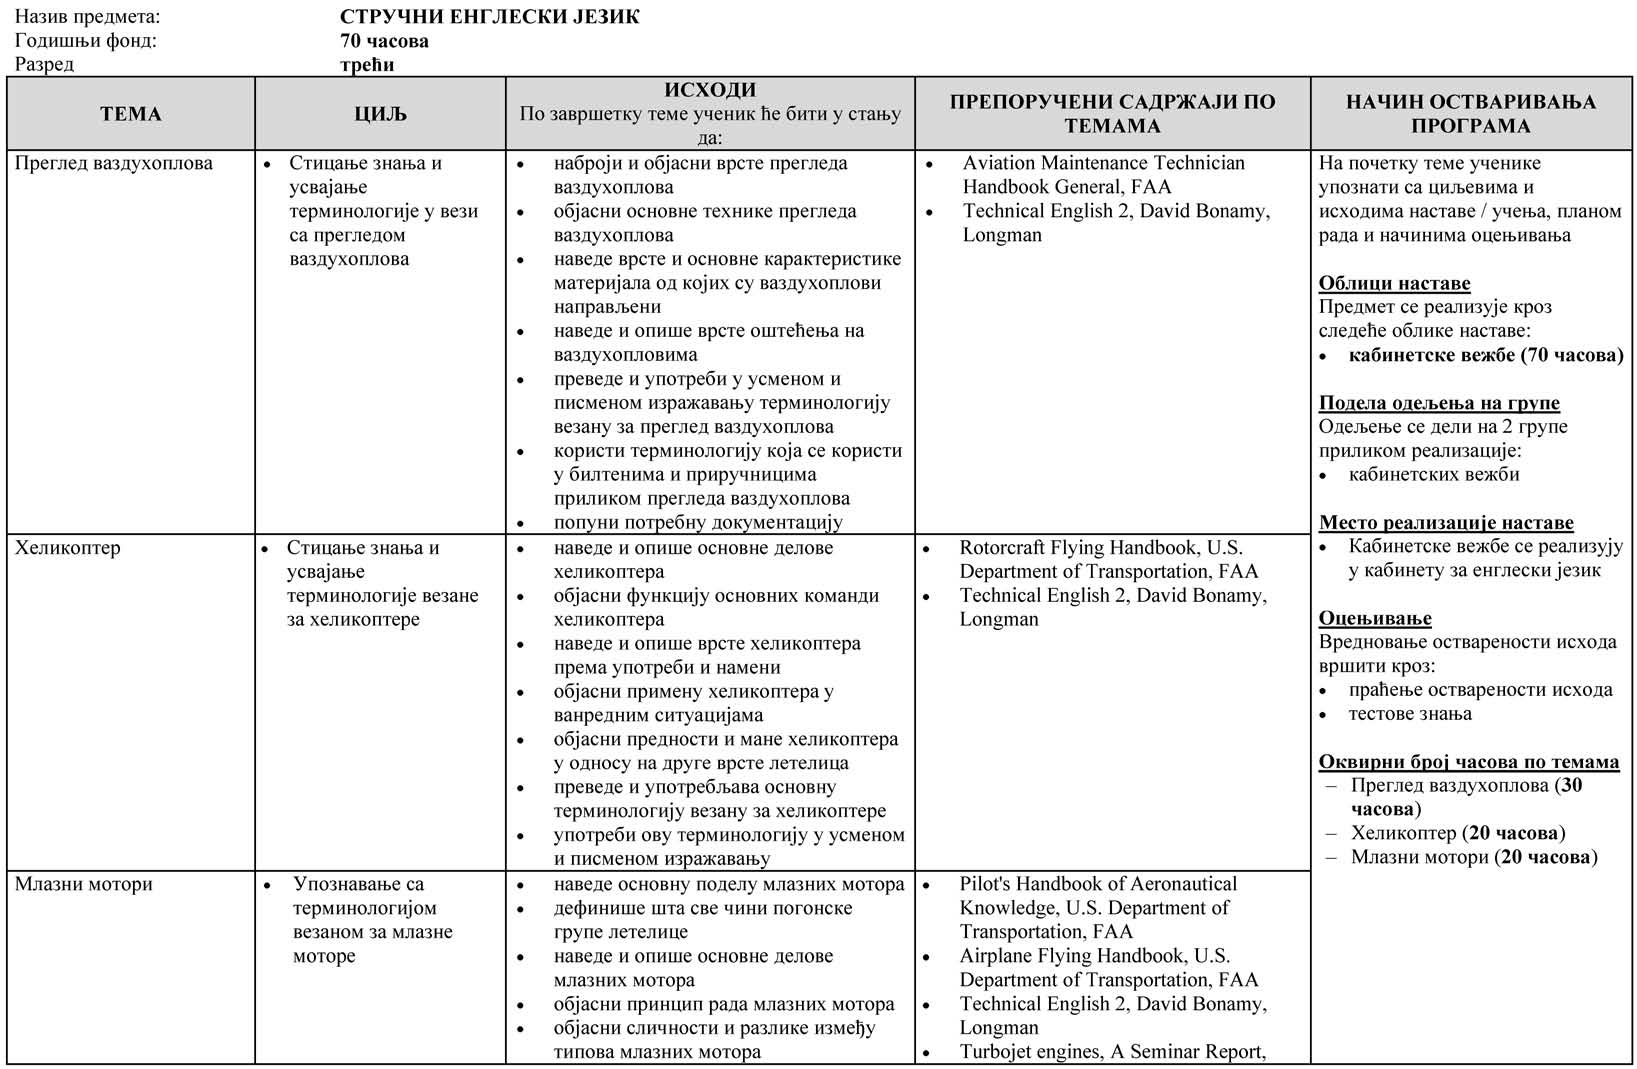 Назив предмета: СТРУЧНИ ЕНГЛЕСКИ ЈЕЗИК
Годишњи фонд: 70 часова
Разред трећи
ТЕМА
ЦИЉ
ИСХОДИ
По завршетку теме ученик ће бити у стању
да:
ПРЕПОРУЧЕНИ САДРЖАЈИ ПО
ТЕМАМА
НАЧИН ОСТВАРИВАЊА
ПРОГРАМА
Преглед ваздухоплова
• Стицање знања и
усвајање
терминологије у вези
са прегледом
ваздухоплова
• наброји и објасни врсте прегледа
ваздухоплова
• објасни основне технике прегледа
ваздухоплова
• наведе врсте и основне карактеристике
материјала од којих су ваздухоплови
направљени
• наведе и опише врсте оштећења на
ваздухопловима
• преведе и употреби у усменом и
писменом изражавању терминологију
везану за преглед ваздухоплова
• користи терминологију која се користи
у билтенима и приручницима
приликом прегледа ваздухоплова
• попуни потребну документацију
• Aviation Maintenance Technician
Handbook General, FAA
• Technical English 2, David Bonamy,
Longman
Хеликоптер
• Стицање знања и
усвајање
терминологије везане
за хеликоптере
• наведе и опише основне делове
хеликоптера
• објасни функцију основних команди
хеликоптера
• наведе и опише врсте хеликоптера
према употреби и намени
• објасни примену хеликоптера у
ванредним ситуацијама
• објасни предности и мане хеликоптера
у односу на друге врсте летелица
• преведе и употребљава основну
терминологију везану за хеликоптере
• употреби ову терминологију у усменом
и писменом изражавању
• Rotorcraft Flying Handbook, U.S.
Department of Transportation, FAA
• Technical English 2, David Bonamy,
Longman
Млазни мотори
• Упознавање са
терминологијом
везаном за млазне
моторе
• наведе основну поделу млазних мотора
• дефинише шта све чини погонске
групе летелице
• наведе и опише основне делове
млазних мотора
• објасни принцип рада млазних мотора
• објасни сличности и разлике између
типова млазних мотора
• Pilot's Handbook of Aeronautical
Knowledge, U.S. Department of
Transportation, FAA
• Airplane Flying Handbook, U.S.
Department of Transportation, FAA
• Technical English 2, David Bonamy,
Longman
• Turbojet engines, A Seminar Report,
На почетку теме ученике
упознати са циљевима и
исходима наставе / учења, планом
рада и начинима оцењивања
Облици наставе
Предмет се реализује кроз
следеће облике наставе:
• кабинетске вежбе (70 часова)
Подела одељења на групе
Одељење се дели на 2 групе
приликом реализације:
• кабинетских вежби
Место реализације наставе
• Кабинетске вежбе се реализују
у кабинету за енглески језик
Оцењивање
Вредновање остварености исхода
вршити кроз:
• праћење остварености исхода
• тестове знања
Оквирни број часова по темама
– Преглед ваздухоплова (30
часова)
– Хеликоптер (20 часова)
– Млазни мотори (20 часова)